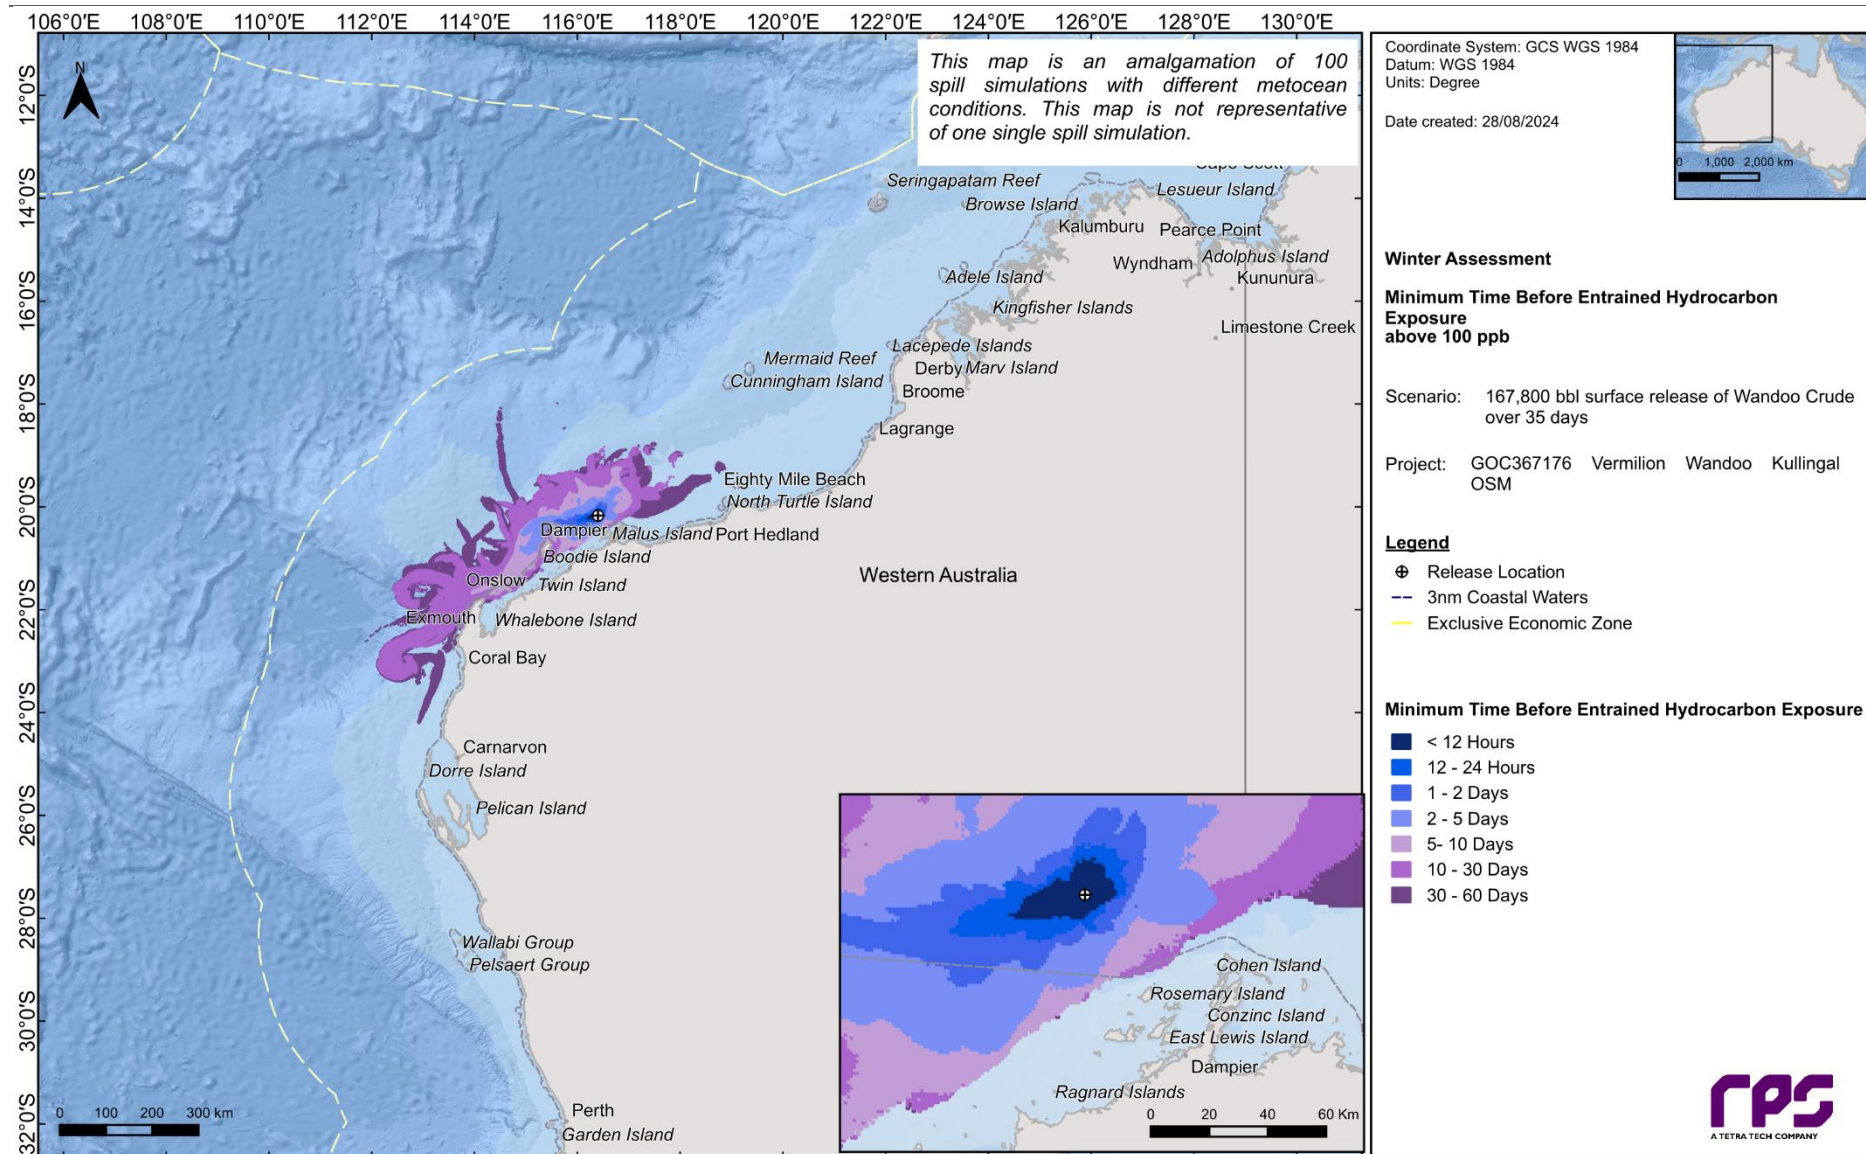 106°0'E 108°0'E 110°0'E 112°0'E 114°0'E 116°0'E 118°0'E 120°0'E 122°0'E 124°0'E 126°0'E 128°0'E 130°0'E
12°0'S
14°0'S
16°0'S
18°0'S
20°0'S
22°0'S
24°0'S
26°0'S
28°0'S
30°0'S
32°0'S
N
This map is an amalgamation of 100
spill simulations with different metocean
conditions. This map is not representative
of one single spill simulation.
Cape Scott
Seringapatam Reef
Lesueur Island
Browse Island
Kalumburu
Pearce Point
Adolphus Island
Wyndham
Adele Island
Kununura
Kingfisher Islands
Limestone Creek
Lacepede Islands
Mermaid Reef
Derby
Marv Island
Cunningham Island
Broome
Lagrange
Eighty Mile Beach
North Turtle Island
Dampier
Malus Island
Port Hedland
Boodie Island
Onslow
Twin Island
Western Australia
Exmouth
Whalebone Island
Coral Bay
Carnarvon
Dorre Island
Pelican Island
Wallabi Group
Pelsaert Group
Perth
Garden Island
0 100 200 300 km
Cohen Island
Rosemary Island
Conzinc Island
East Lewis Island
Dampier
Ragnard Islands
0 20 40 60 Km
Coordinate System: GCS WGS 1984
Datum: WGS 1984
Units: Degree
Date created: 28/08/2024
0 1,000 2,000 km
Winter Assessment
Minimum Time Before Entrained Hydrocarbon
Exposure
above 100 ppb
Scenario: 167,800 bbl surface release of Wandoo Crude
over 35 days
Project: GOC367176 Vermilion Wandoo Kullingal
OSM
Legend
Release Location
3nm Coastal Waters
Exclusive Economic Zone
Minimum Time Before Entrained Hydrocarbon Exposure
< 12 Hours
12 - 24 Hours
1 - 2 Days
2 - 5 Days
5- 10 Days
10 - 30 Days
30 - 60 Days
rps
A TETRA TECH COMPANY